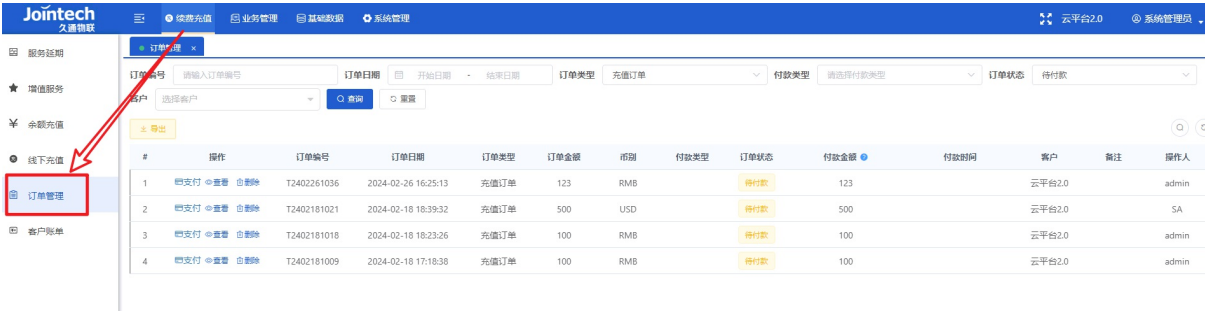 Jointech
久通物联
续费充值 业务管理 基础数据 系统管理 云平台2.0 系统管理员
服务延期
增值服务
余额充值
线下充值
订单管理
客户账单
订单管理 ×
订单编号 请输入订单编号 订单日期 开始日期 - 结束日期 订单类型 充值订单 付款类型 请选择付款类型 订单状态 待付款
客户 选择客户 查询 重置
导出
# 操作 订单编号 订单日期 订单类型 订单金额 币别 付款类型 订单状态 付款金额 付款时间 客户 备注 操作人
1 支付 查看 删除 T2402261036 2024-02-26 16:25:13 充值订单 123 RMB 待付款 123 云平台2.0 admin
2 支付 查看 删除 T2402181021 2024-02-18 18:39:32 充值订单 500 USD 待付款 500 云平台2.0 SA
3 支付 查看 删除 T2402181018 2024-02-18 18:23:26 充值订单 100 RMB 待付款 100 云平台2.0 admin
4 支付 查看 删除 T2402181009 2024-02-18 17:18:38 充值订单 100 RMB 待付款 100 云平台2.0 admin